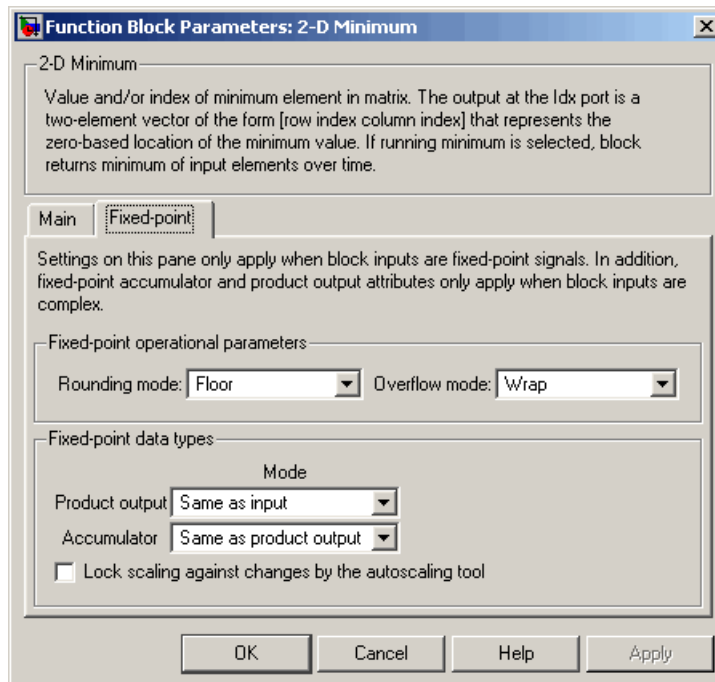 Function Block Parameters: 2-D Minimum
2-D Minimum
Value and/or index of minimum element in matrix. The output at the Idx port is a
two-element vector of the form [row index column index] that represents the
zero-based location of the minimum value. If running minimum is selected, block
returns minimum of input elements over time.
Main Fixed-point
Settings on this pane only apply when block inputs are fixed-point signals. In addition,
fixed-point accumulator and product output attributes only apply when block inputs are
complex.
Fixed-point operational parameters
Rounding mode: Floor Overflow mode: Wrap
Fixed-point data types
Mode
Product output Same as input
Accumulator Same as product output
Lock scaling against changes by the autoscaling tool
OK Cancel Help Apply